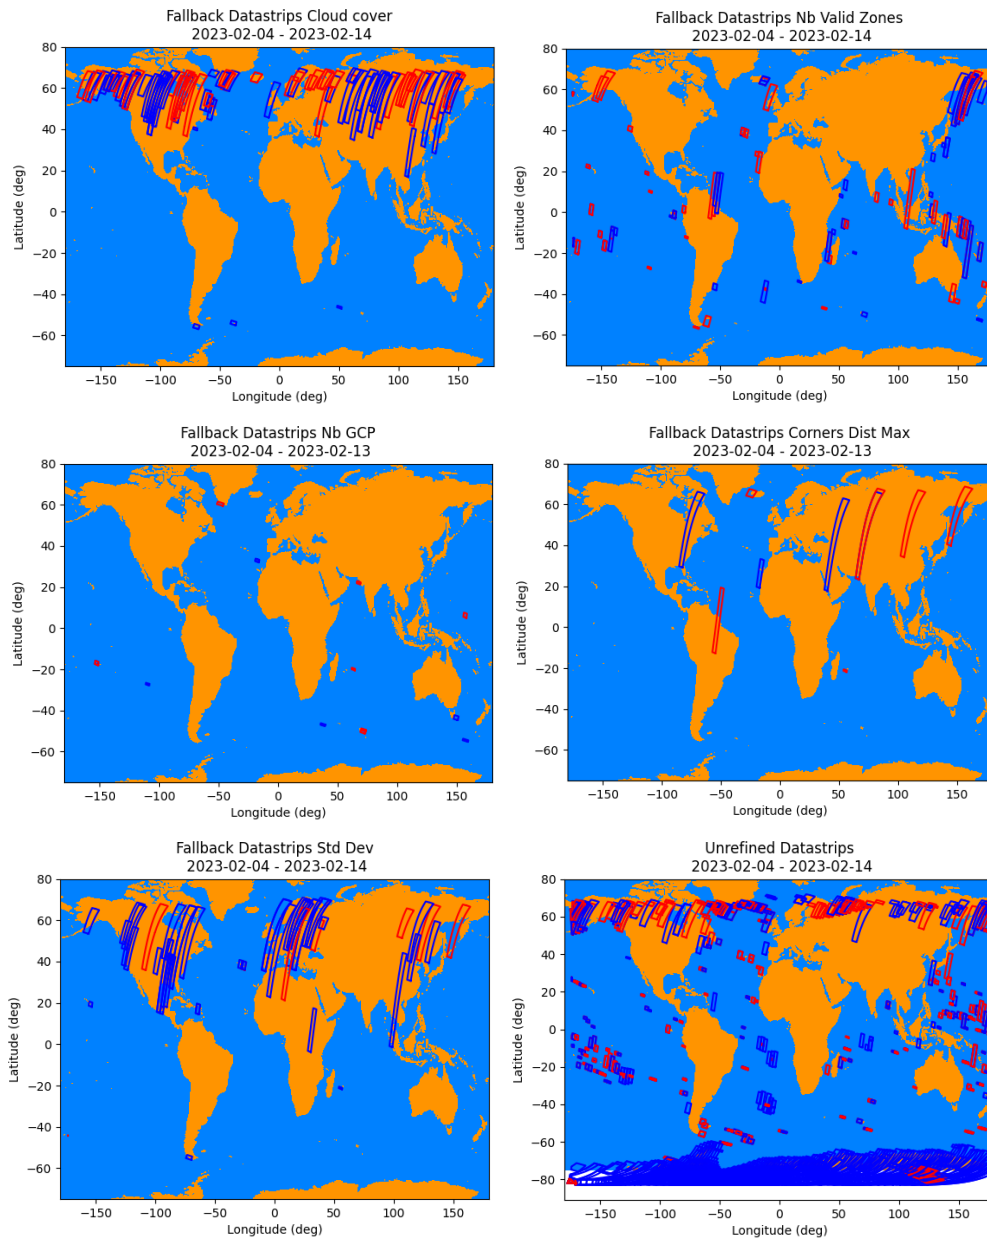 Fallback Datastrips Cloud cover
2023-02-04 - 2023-02-14
80
60
40
20
0
−20
−40
−60
Latitude (deg)
−150 −100 −50 0 50 100 150
Longitude (deg)
Fallback Datastrips Nb Valid Zones
2023-02-04 - 2023-02-14
80
60
40
20
0
−20
−40
−60
Latitude (deg)
−150 −100 −50 0 50 100 150
Longitude (deg)
Fallback Datastrips Nb GCP
2023-02-04 - 2023-02-13
80
60
40
20
0
−20
−40
−60
Latitude (deg)
−150 −100 −50 0 50 100 150
Longitude (deg)
Fallback Datastrips Corners Dist Max
2023-02-04 - 2023-02-13
80
60
40
20
0
−20
−40
−60
Latitude (deg)
−150 −100 −50 0 50 100 150
Longitude (deg)
Fallback Datastrips Std Dev
2023-02-04 - 2023-02-14
80
60
40
20
0
−20
−40
−60
Latitude (deg)
−150 −100 −50 0 50 100 150
Longitude (deg)
Unrefined Datastrips
2023-02-04 - 2023-02-14
80
60
40
20
0
−20
−40
−60
−80
Latitude (deg)
−150 −100 −50 0 50 100 150
Longitude (deg)